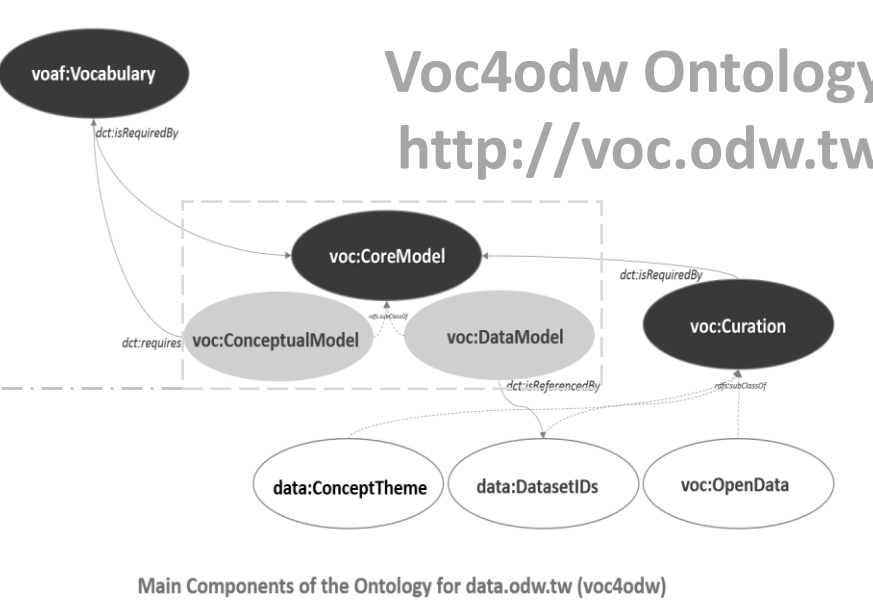 Voc4odw Ontology
http://voc.odw.tw
voaf:Vocabulary
dct:isRequiredBy
voc:CoreModel
dct:isRequiredBy
rdfs:subClassOf
voc:Curation
dct:requires
voc:ConceptualModel
voc:DataModel
dct:isReferencedBy
rdfs:subClassOf
data:ConceptTheme
data:DatasetIDs
voc:OpenData
Main Components of the Ontology for data.odw.tw (voc4odw)